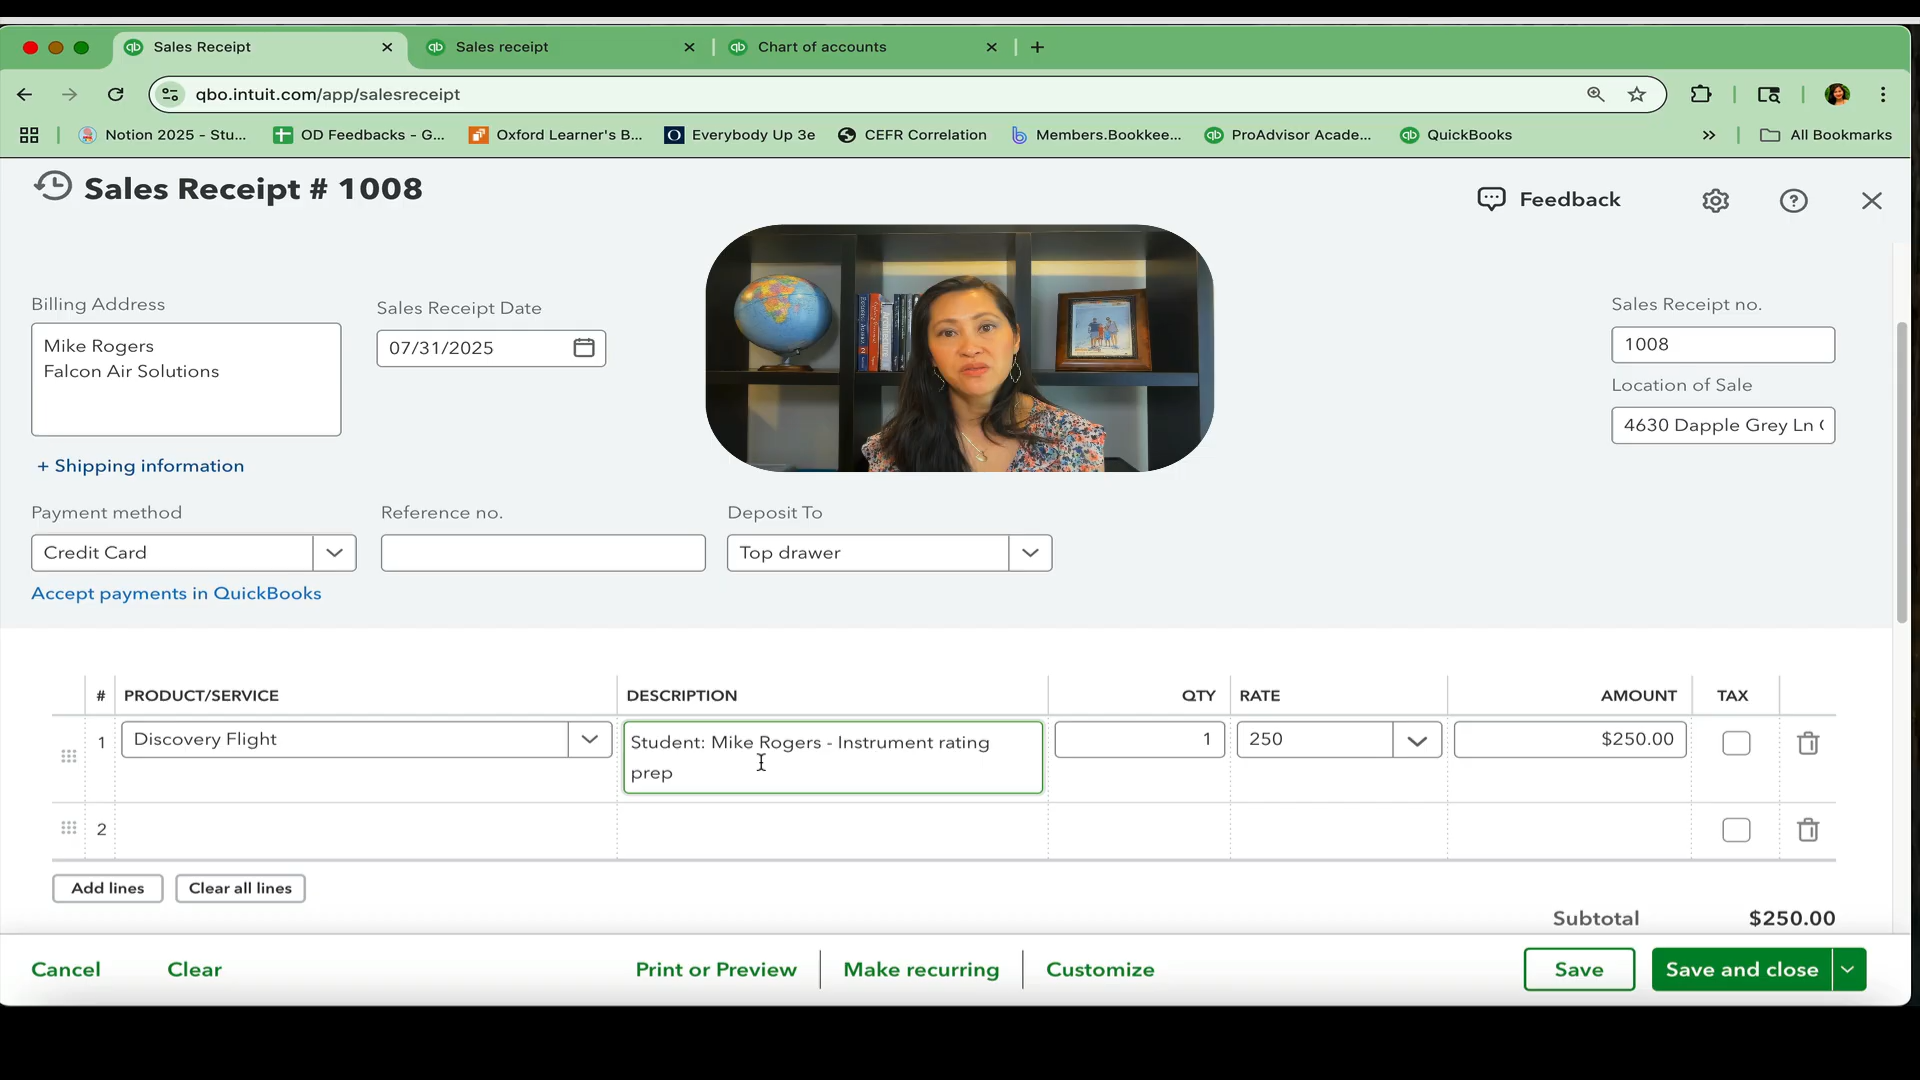 Sales Receipt
Sales receipt
Chart of accounts
qbo.intuit.com/app/salesreceipt
Notion 2025 - Stu...
OD Feedbacks - G...
Oxford Learner's B...
Everybody Up 3e
CEFR Correlation
Members.Bookkee...
ProAdvisor Acade...
QuickBooks
All Bookmarks
Sales Receipt # 1008
Feedback
Billing Address
Mike Rogers
Falcon Air Solutions
+ Shipping information
Sales Receipt Date
07/31/2025
Sales Receipt no.
1008
Location of Sale
4630 Dapple Grey Ln
Payment method
Credit Card
Reference no.
Deposit To
Top drawer
Accept payments in QuickBooks
# PRODUCT/SERVICE DESCRIPTION QTY RATE AMOUNT TAX
1 Discovery Flight Student: Mike Rogers - Instrument rating 1 250 $250.00
prep
2
Add lines
Clear all lines
Subtotal $250.00
Cancel
Clear
Print or Preview
Make recurring
Customize
Save
Save and close